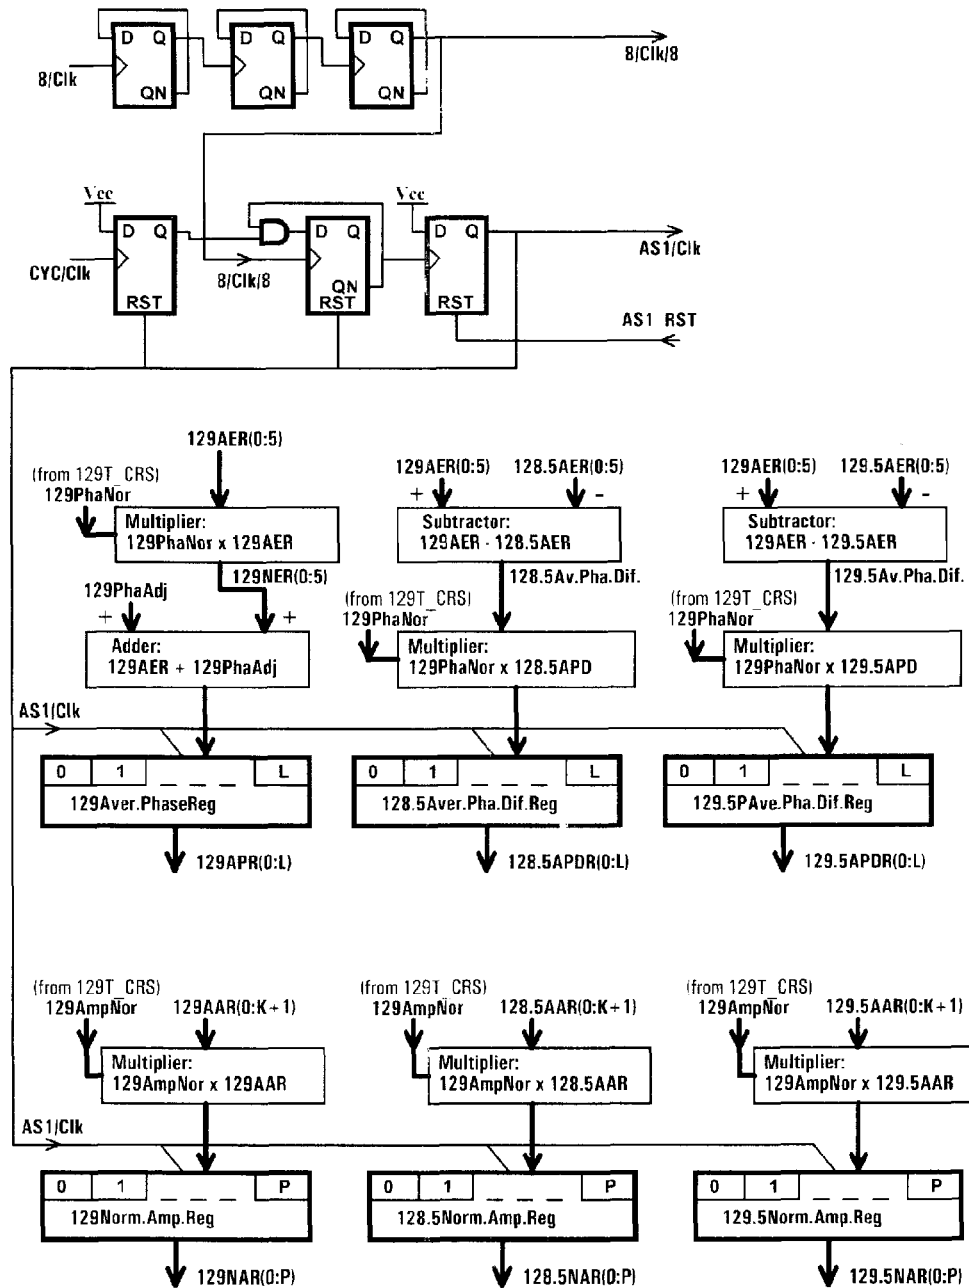 D Q D Q D Q
8/Clk
8/Clk/8
QN QN QN
Vcc Vcc
D Q D Q D Q
AS1/Clk
CYC/Clk
8/Clk/8
QN
RST RST RST
AS1 RST
129AER(0:5)
(from 129T_CRS)
129PhaNor
129AER(0:5) 128.5AER(0:5)
129AER(0:5) 129.5AER(0:5)
+ - + -
Multiplier:
129PhaNor x 129AER
Subtractor:
129AER - 128.5AER
Subtractor:
129AER - 129.5AER
129NER(0:5)
128.5Av.Pha.Dif.
129.5Av.Pha.Dif.
129PhaAdj
+ +
(from 129T_CRS)
129PhaNor
(from 129T_CRS)
129PhaNor
Adder:
129AER + 129PhaAdj
Multiplier:
129PhaNor x 128.5APD
Multiplier:
129PhaNor x 129.5APD
AS1/Clk
0 1 _ _ _ L
129Aver.PhaseReg
0 1 _ _ _ L
128.5Aver.Pha.Dif.Reg
0 1 _ _ _ L
129.5PAve.Pha.Dif.Reg
129APR(0:L)
128.5APDR(0:L)
129.5APDR(0:L)
(from 129T_CRS)
129AmpNor 129AAR(0:K+1)
(from 129T_CRS)
129AmpNor 128.5AAR(0:K+1)
(from 129T_CRS)
129AmpNor 129.5AAR(0:K+1)
Multiplier:
129AmpNor x 129AAR
Multiplier:
129AmpNor x 128.5AAR
Multiplier:
129AmpNor x 129.5AAR
AS1/Clk
0 1 _ _ _ P
129Norm.Amp.Reg
0 1 _ _ _ P
128.5Norm.Amp.Reg
0 1 _ _ _ P
129.5Norm.Amp.Reg
129NAR(0:P)
128.5NAR(0:P)
129.5NAR(0:P)